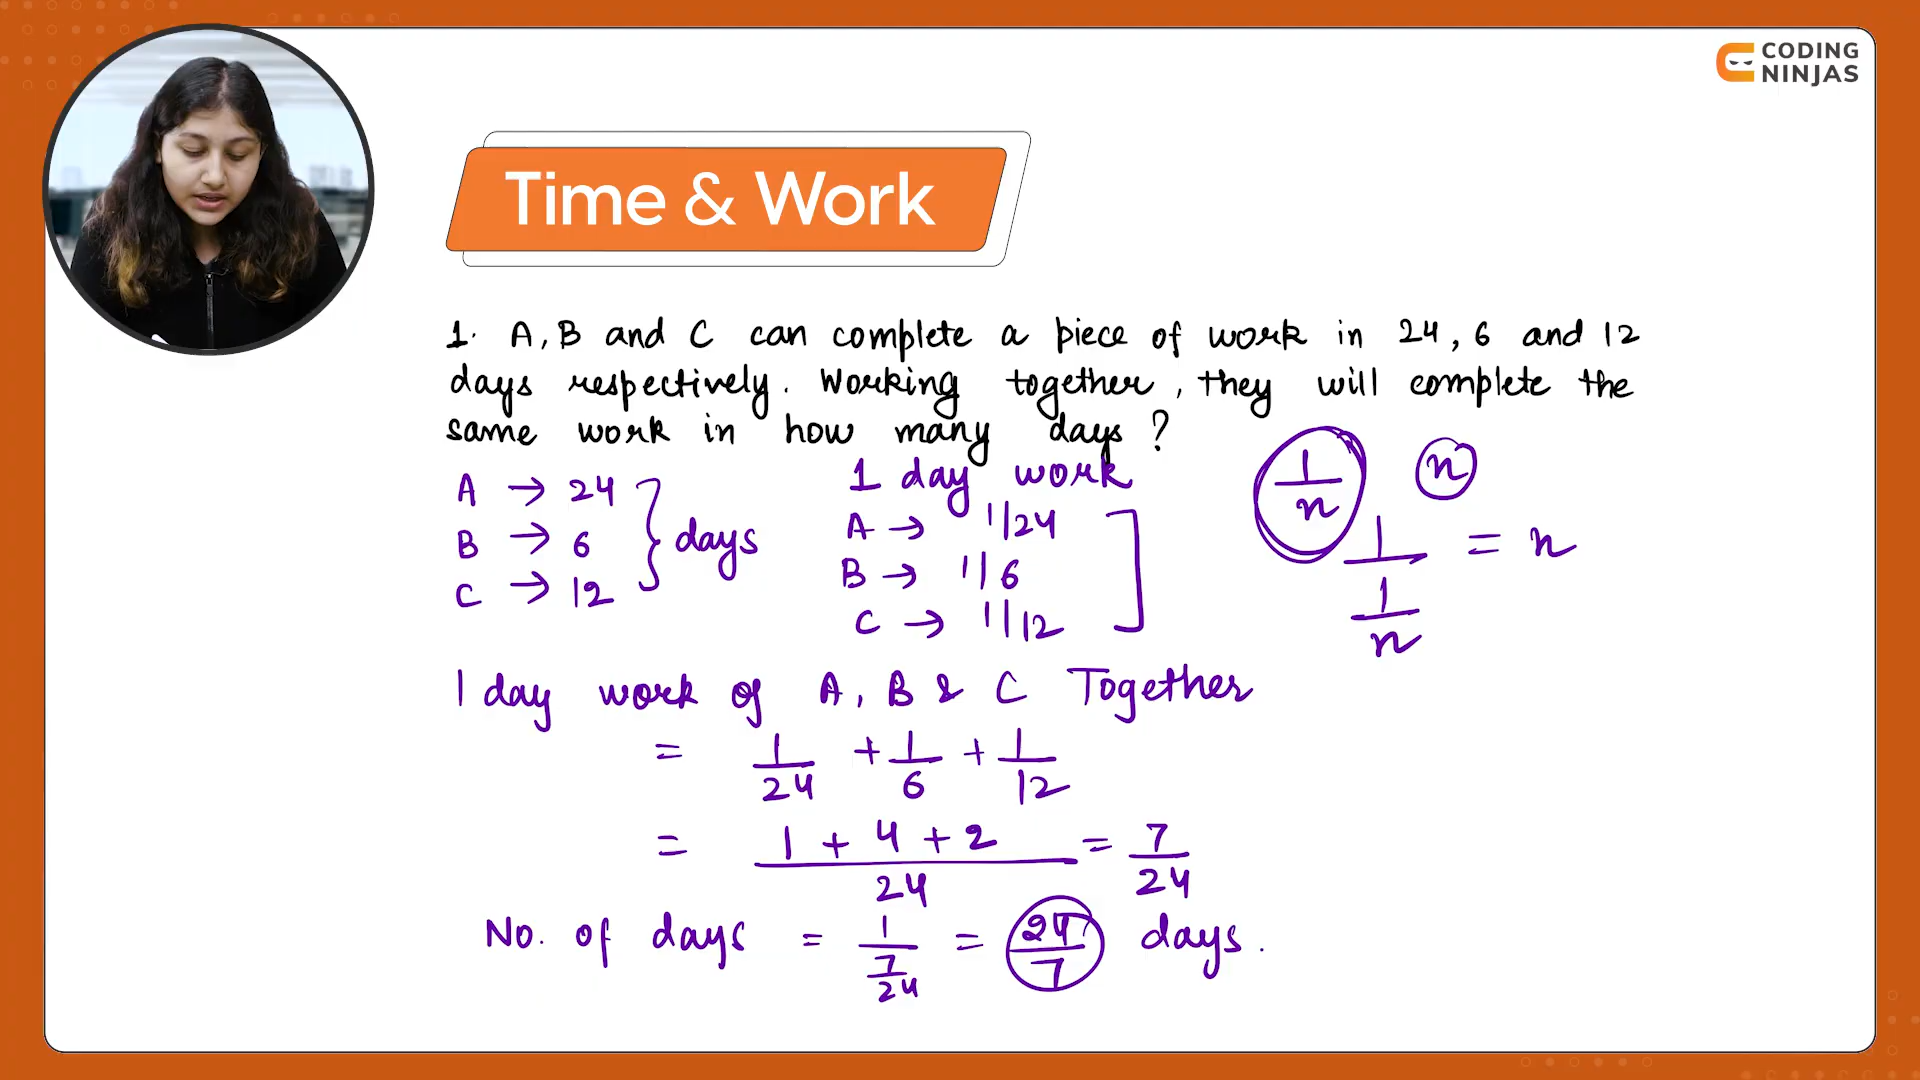 CODING
NINJAS
Time & Work
1. A, B and C can complete a piece of work in 24, 6 and 12
days respectively. Working together, they will complete the
same work in how many days ?
A → 24
B → 6
C → 12
} days
1 day work
A → 1/24
B → 1/6
C → 1/12
]
1/n
n
1/(1/n) = n
1 day work of A, B & C Together
= 1/24 + 1/6 + 1/12
= (1 + 4 + 2)/24 = 7/24
No. of days = 1/(7/24) = 24/7 days.